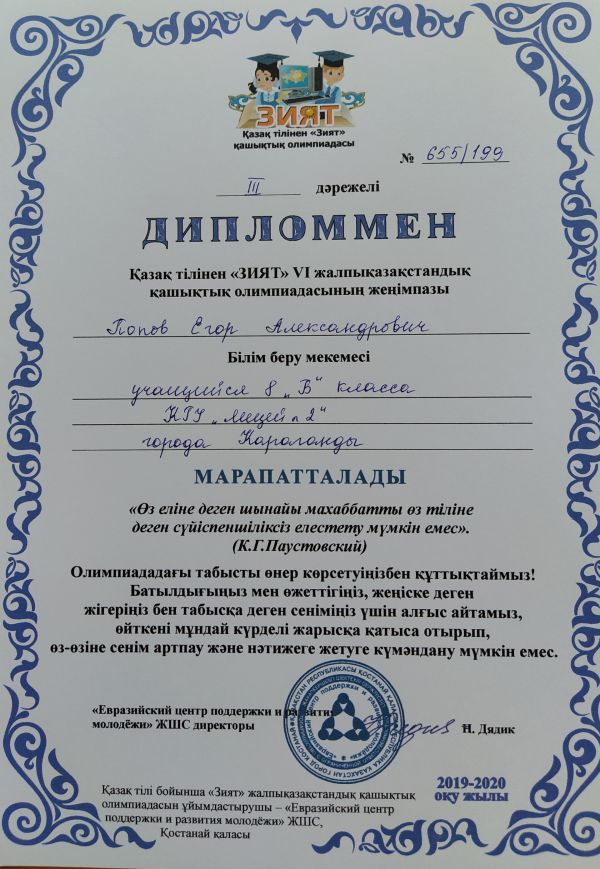 ЗИЯТ
Қазақ тілінен «Зият»
қашықтық олимпиадасы
№ 655/199
III дәрежелі
ДИПЛОММЕН
Қазақ тілінен «ЗИЯТ» VI жалпықазақстандық
қашықтық олимпиадасының жеңімпазы
Попов Егор Александрович
Білім беру мекемесі
учащийся 8 „В“ класса
КГУ „Лицей №2“
города Караганды
МАРАПАТТАЛАДЫ
«Өз еліне деген шынайы махаббатты өз тіліне
деген сүйіспеншіліксіз елестету мүмкін емес».
(К.Г.Паустовский)
Олимпиададағы табысты өнер көрсетуіңізбен құттықтаймыз!
Батылдығыңыз мен өжеттігіңіз, жеңіске деген
жігеріңіз бен табысқа деген сеніміңіз үшін алғыс айтамыз,
өйткені мұндай күрделі жарысқа қатыса отырып,
өз-өзіне сенім артпау және нәтижеге жетуге күмәндану мүмкін емес.
«Евразийский центр поддержки и развития
молодёжи» ЖШС директоры
Н. Дядик
2019-2020
оқу жылы
Қазақ тілі бойынша «Зият» жалпықазақстандық қашықтық
олимпиадасын ұйымдастырушы – «Евразийский центр
поддержки и развития молодёжи» ЖШС,
Қостанай қаласы